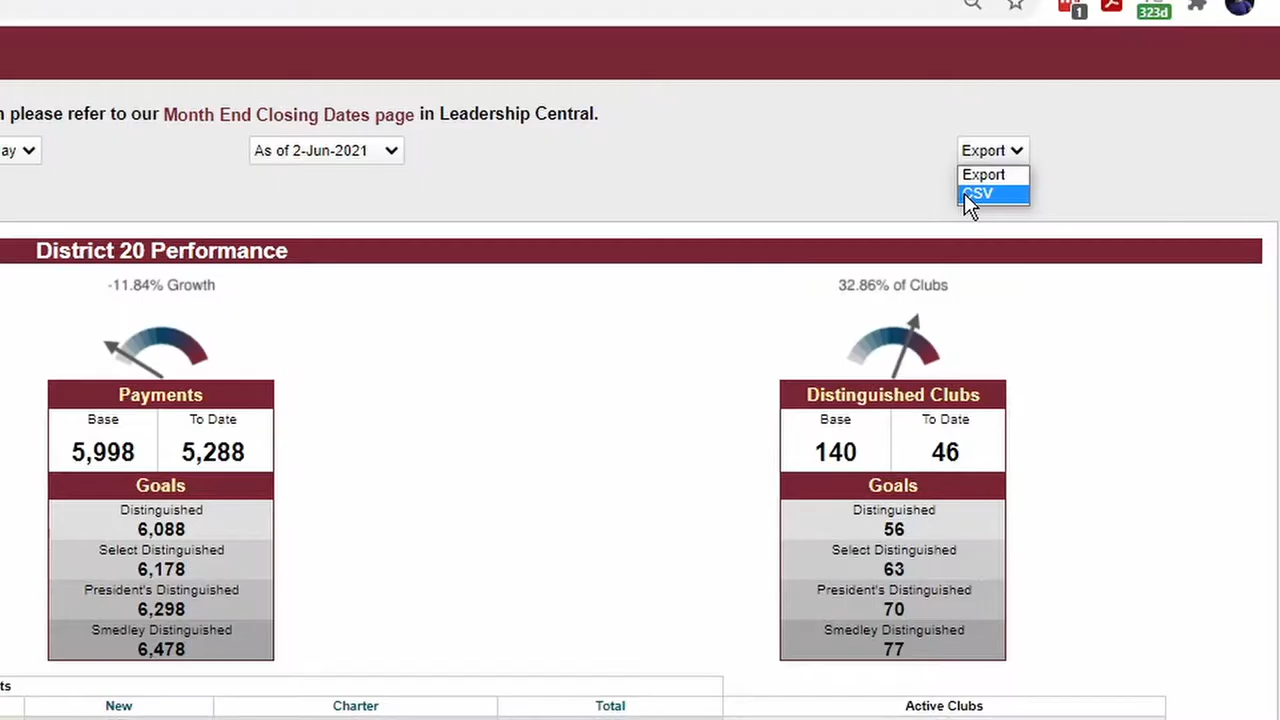 1
323d
n please refer to our Month End Closing Dates page in Leadership Central.
ay
As of 2-Jun-2021
Export
Export
CSV
District 20 Performance
-11.84% Growth
32.86% of Clubs
Payments
Base To Date
5,998 5,288
Goals
Distinguished
6,088
Select Distinguished
6,178
President's Distinguished
6,298
Smedley Distinguished
6,478
Distinguished Clubs
Base To Date
140 46
Goals
Distinguished
56
Select Distinguished
63
President's Distinguished
70
Smedley Distinguished
77
ts
New Charter Total Active Clubs